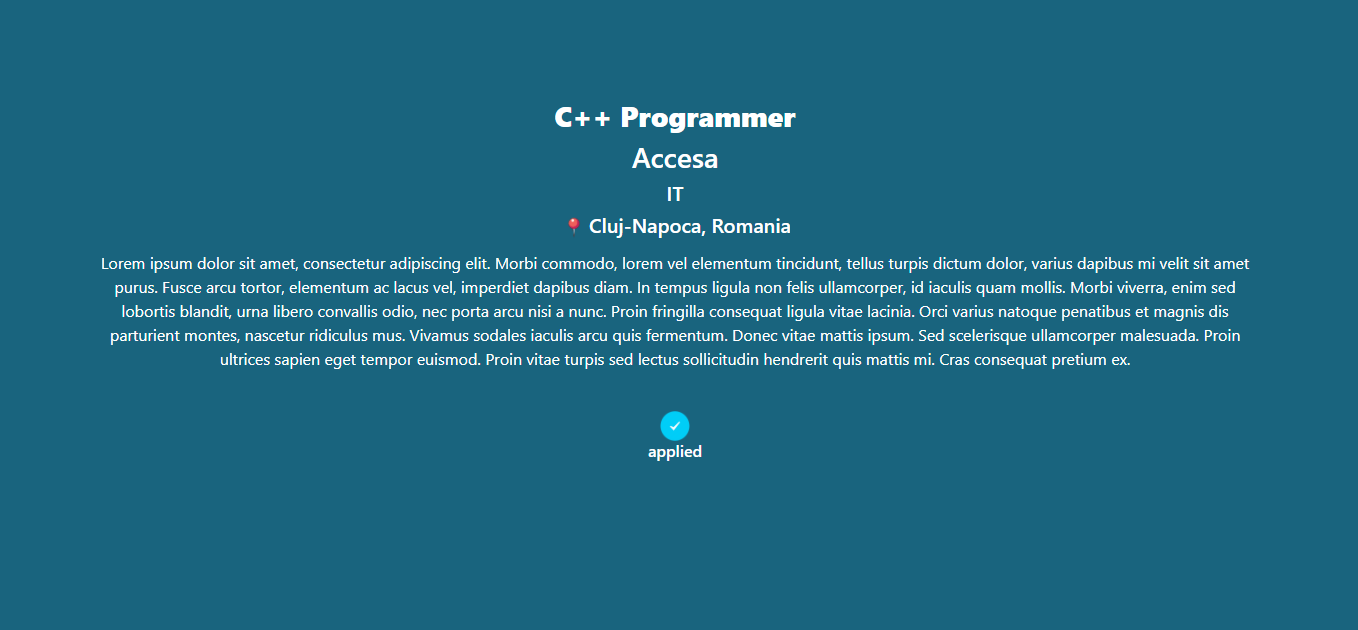 C++ Programmer
Accesa
IT
Cluj-Napoca, Romania
Lorem ipsum dolor sit amet, consectetur adipiscing elit. Morbi commodo, lorem vel elementum tincidunt, tellus turpis dictum dolor, varius dapibus mi velit sit amet
purus. Fusce arcu tortor, elementum ac lacus vel, imperdiet dapibus diam. In tempus ligula non felis ullamcorper, id iaculis quam mollis. Morbi viverra, enim sed
lobortis blandit, urna libero convallis odio, nec porta arcu nisi a nunc. Proin fringilla consequat ligula vitae lacinia. Orci varius natoque penatibus et magnis dis
parturient montes, nascetur ridiculus mus. Vivamus sodales iaculis arcu quis fermentum. Donec vitae mattis ipsum. Sed scelerisque ullamcorper malesuada. Proin
ultrices sapien eget tempor euismod. Proin vitae turpis sed lectus sollicitudin hendrerit quis mattis mi. Cras consequat pretium ex.
applied